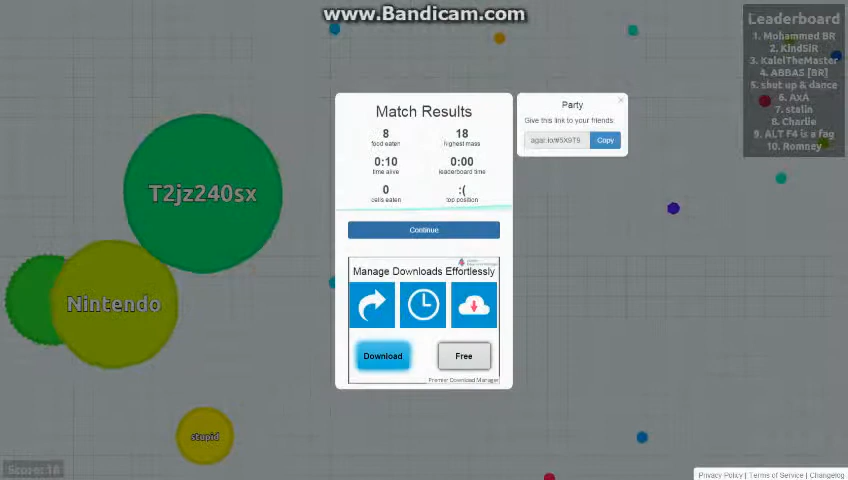 www.Bandicam.com
Leaderboard
1. Mohammed BR
2. KindSIR
3. KalelTheMaster
4. ABBAS [BR]
5. shut up & dance
6. AxA
7. stalin
8. Charlie
9. ALT F4 is a fag
10. Romney
Match Results
8
food eaten
18
highest mass
0:10
time alive
0:00
leaderboard time
0
cells eaten
:(
top position
Continue
Party
×
Give this link to your friends
agar.io/#5X9T9
Copy
T2jz240sx
Nintendo
stupid
Manage Downloads Effortlessly
Download
Free
Premier Download Manager
Score: 18
Privacy Policy | Terms of Service | Changelog